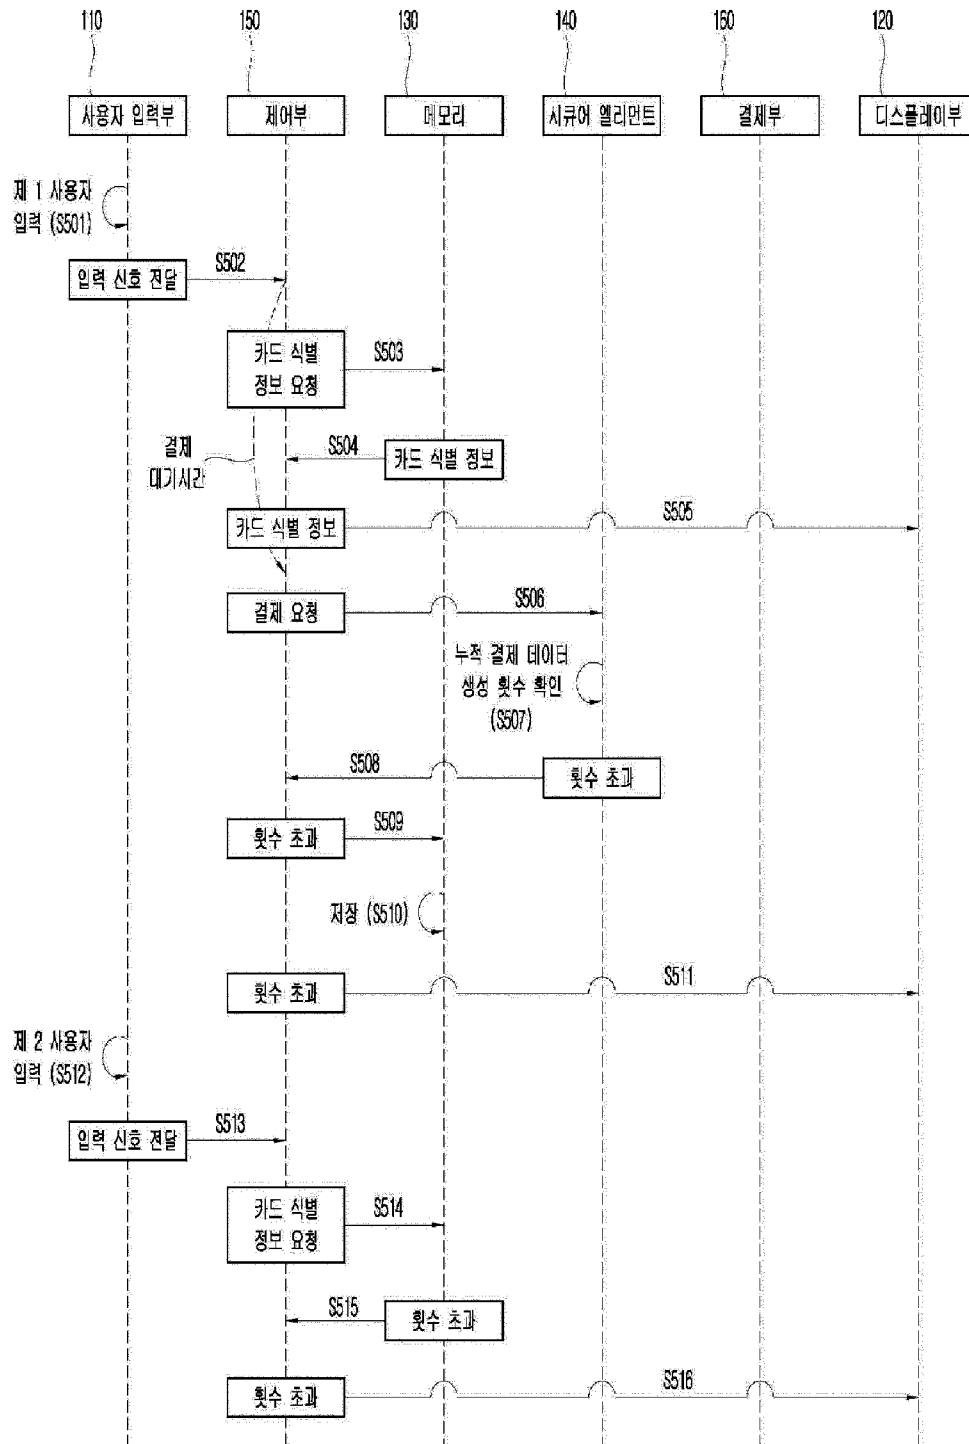 110
150
130
140
160
120
사용자 입력부
제어부
메모리
시큐어 엘리먼트
결제부
디스플레이부
제 1 사용자
입력 (S501)
입력 신호 전달
S502
카드 식별
정보 요청
S503
결제
대기시간
S504
카드 식별 정보
카드 식별 정보
S505
결제 요청
S506
누적 결제 데이터
생성 횟수 확인
(S507)
S508
횟수 초과
횟수 초과
S509
저장 (S510)
횟수 초과
S511
제 2 사용자
입력 (S512)
입력 신호 전달
S513
카드 식별
정보 요청
S514
S515
횟수 초과
횟수 초과
S516